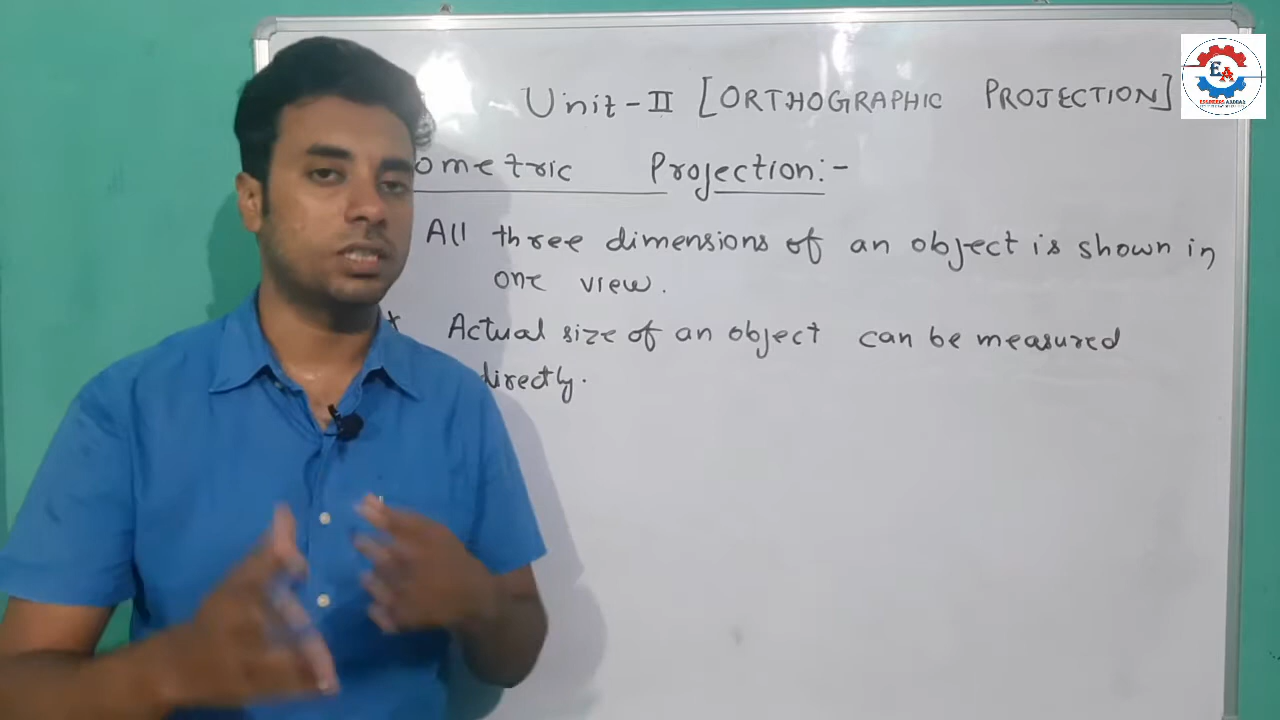 Unit-II [ORTHOGRAPHIC PROJECTION]
ometric Projection:-
All three dimensions of an object is shown in
one view.
Actual size of an object can be measured
directly.
EA